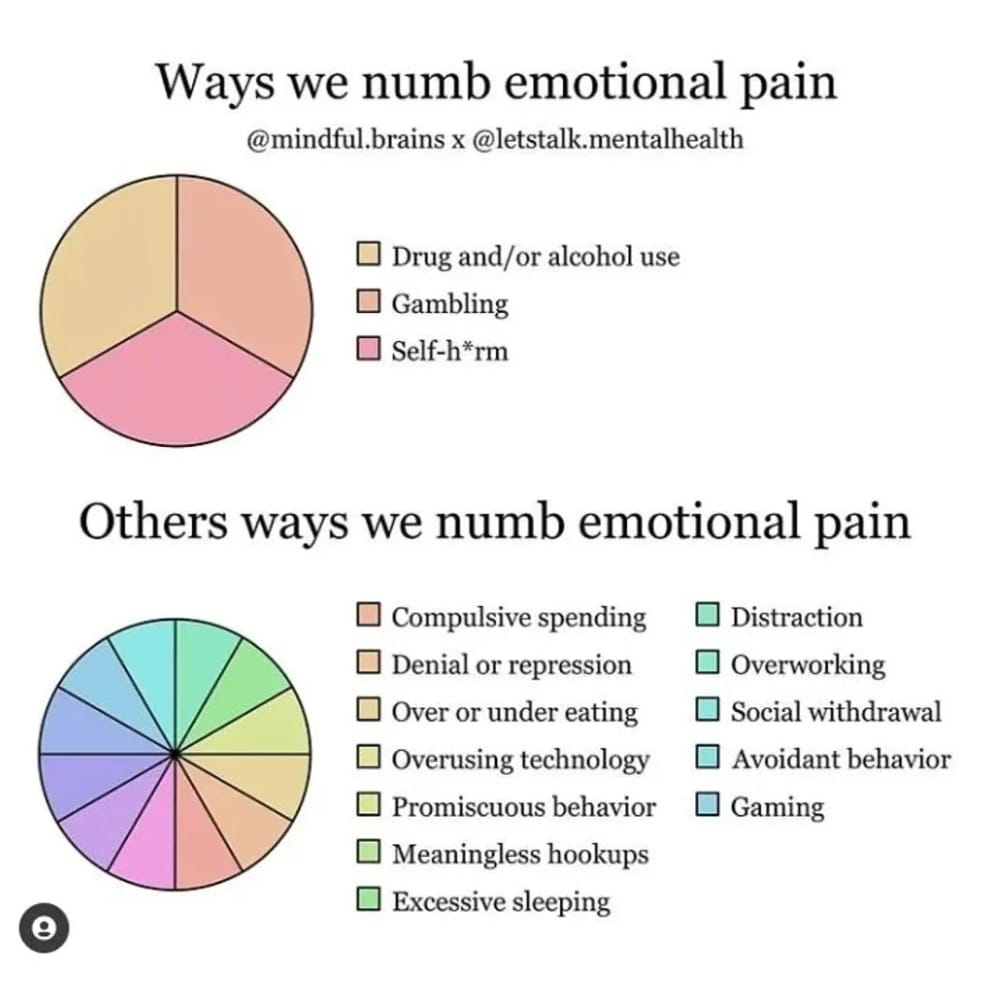 Ways we numb emotional pain
@mindful.brains x @letstalk.mentalhealth
Drug and/or alcohol use
Gambling
Self-h*rm
Others ways we numb emotional pain
Compulsive spending
Denial or repression
Over or under eating
Overusing technology
Promiscuous behavior
Meaningless hookups
Excessive sleeping
Distraction
Overworking
Social withdrawal
Avoidant behavior
Gaming